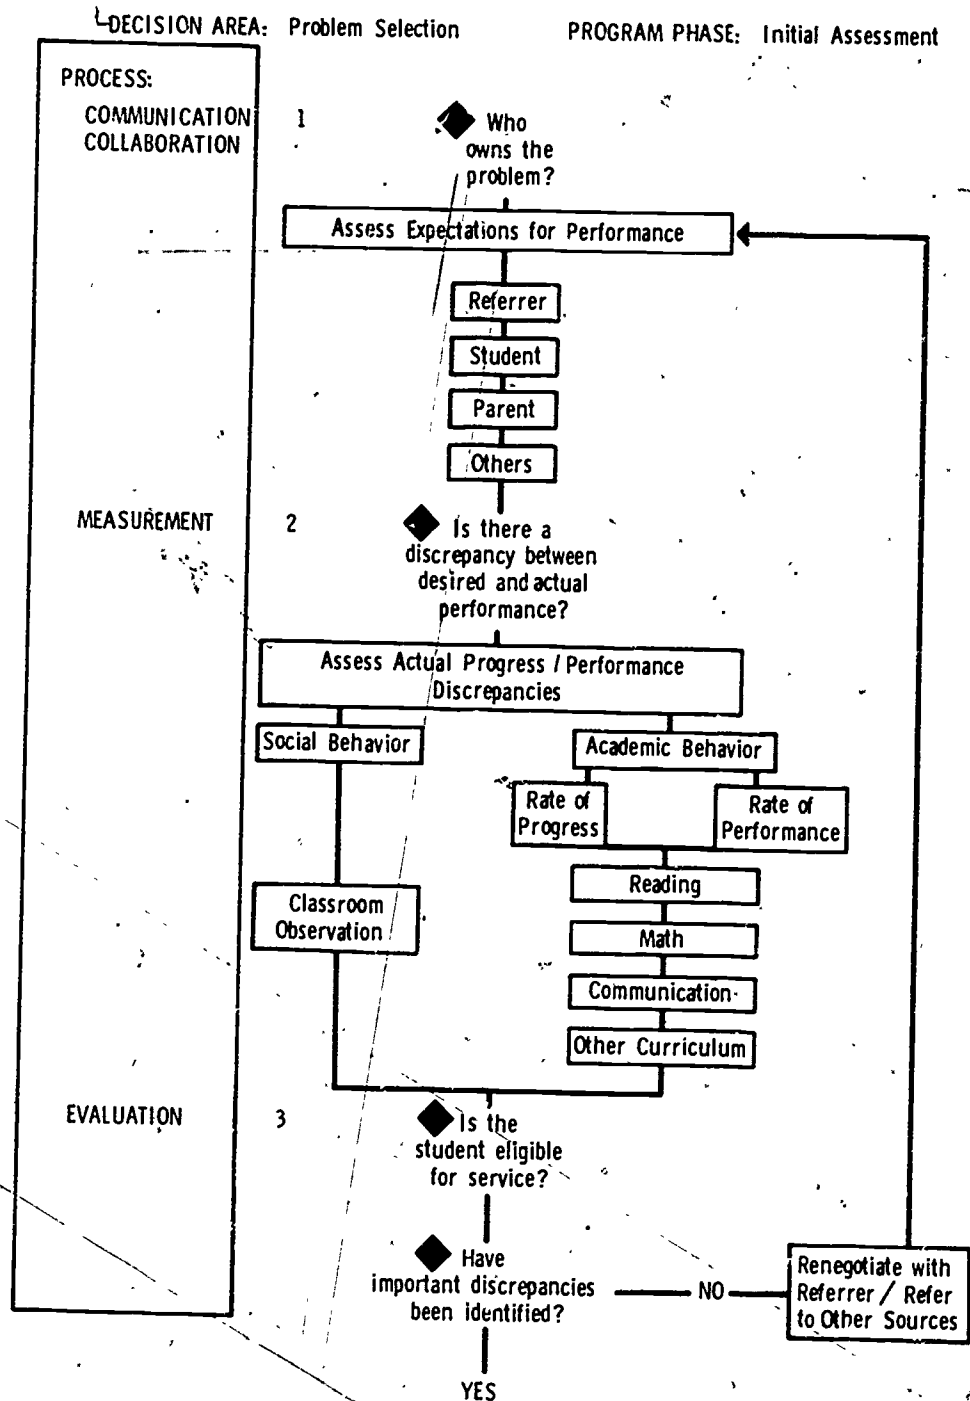 DECISION AREA: Problem Selection
PROGRAM PHASE: Initial Assessment
PROCESS:
COMMUNICATION
COLLABORATION
1
Who
owns the
problem?
Assess Expectations for Performance
Referrer
Student
Parent
Others
MEASUREMENT
2
Is there a
discrepancy between
desired and actual
performance?
Assess Actual Progress / Performance
Discrepancies
Social Behavior
Academic Behavior
Rate of
Progress
Rate of
Performance
Classroom
Observation
Reading
Math
Communication
Other Curriculum
EVALUATION
3
Is the
student eligible
for service?
Have
important discrepancies
been identified?
NO
Renegotiate with
Referrer / Refer
to Other Sources
YES